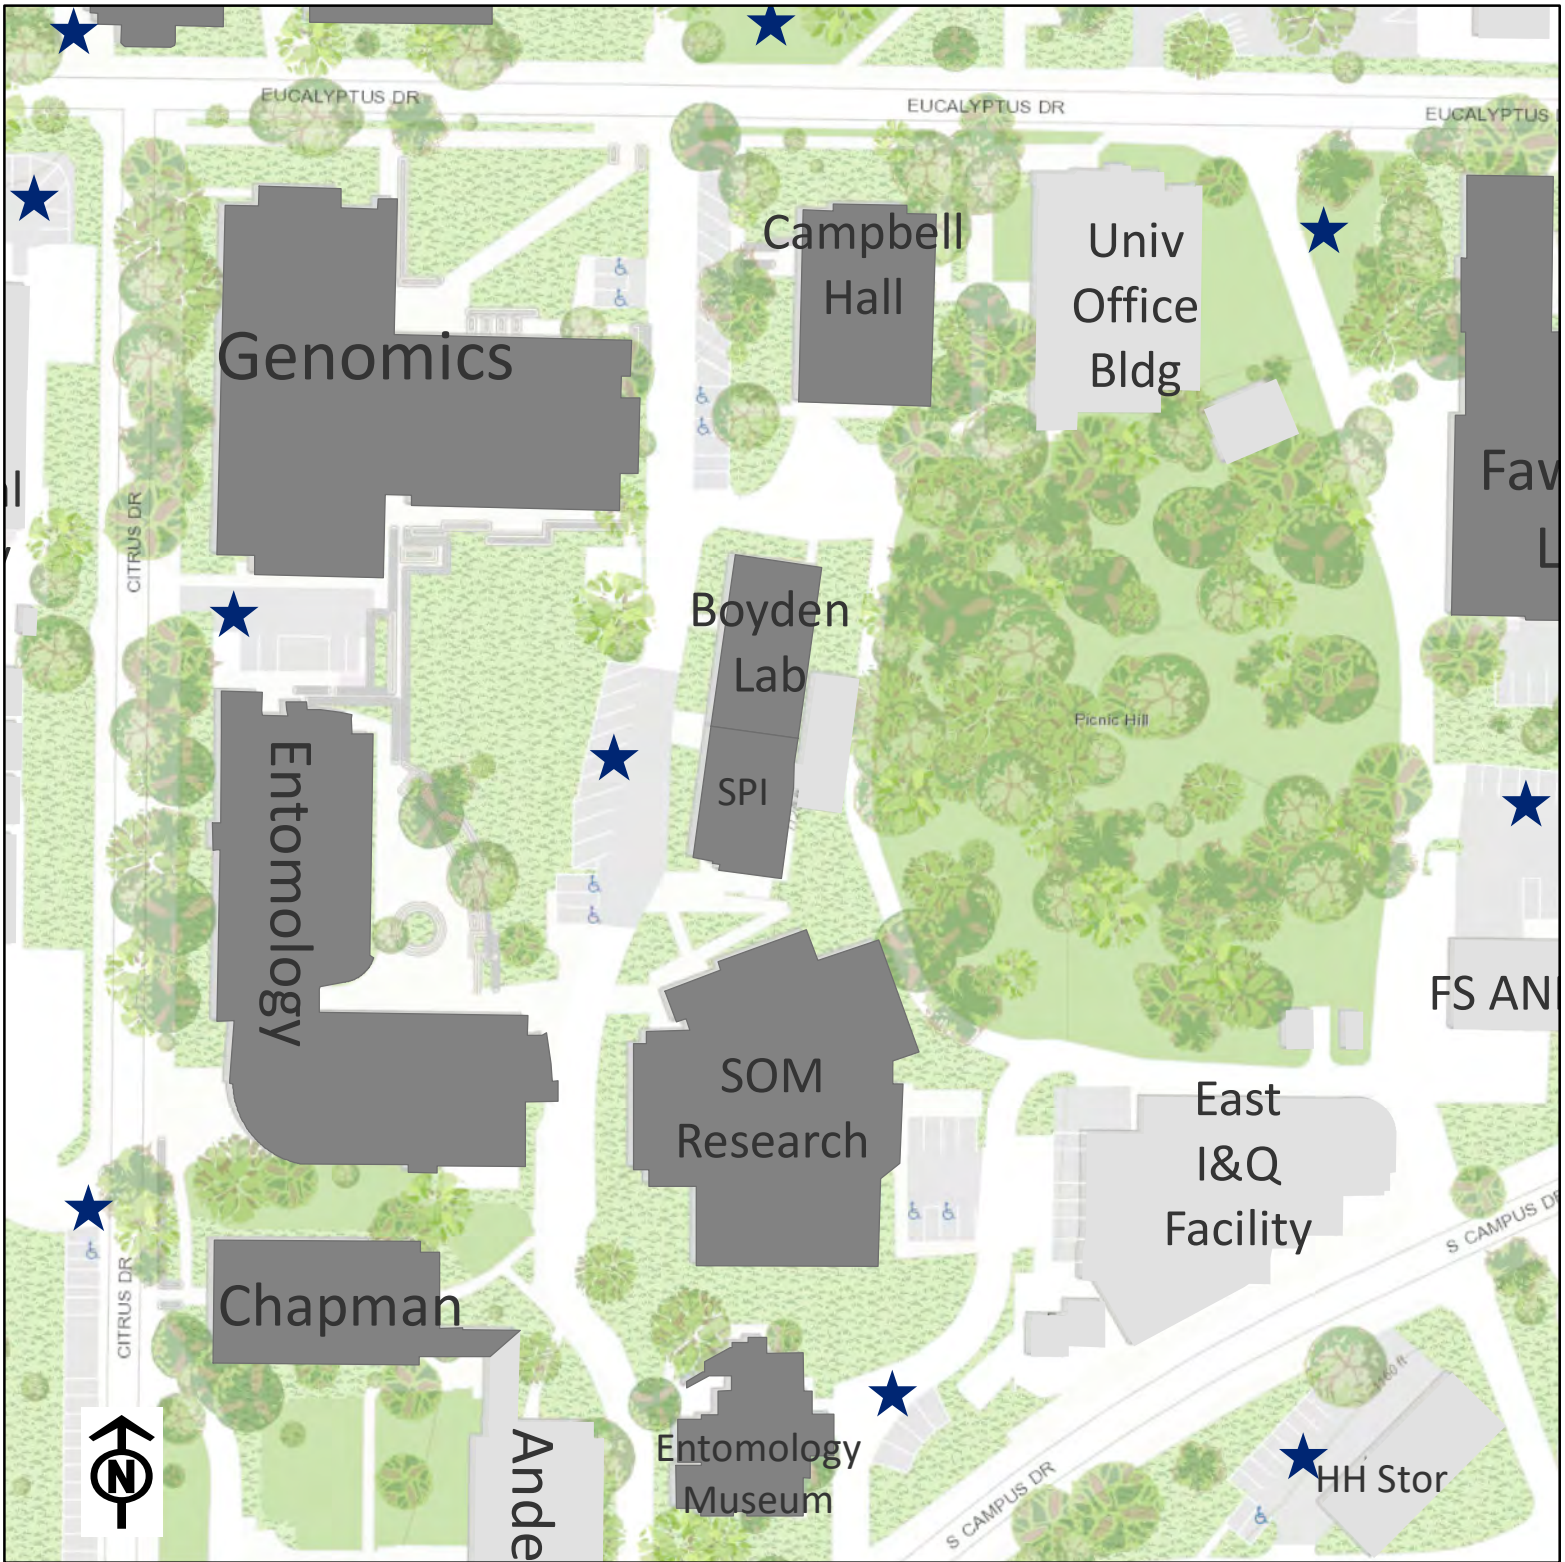 EUCALYPTUS DR
EUCALYPTUS DR
EUCALYPTUS
Campbell
Hall
Univ
Office
Bldg
Genomics
CITRUS DR
Boyden
Lab
SPI
Picnic Hill
Entomology
FS AN
SOM
Research
East
I&Q
Facility
S CAMPUS DR
Chapman
CITRUS DR
Entomology
Museum
Ande
S CAMPUS DR
HH Stor
N